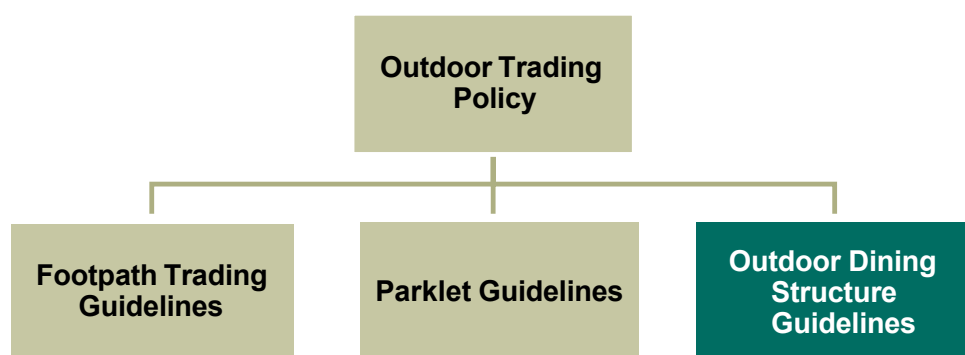 Outdoor Trading
Policy
Footpath Trading
Guidelines
Parklet Guidelines
Outdoor Dining
Structure
Guidelines